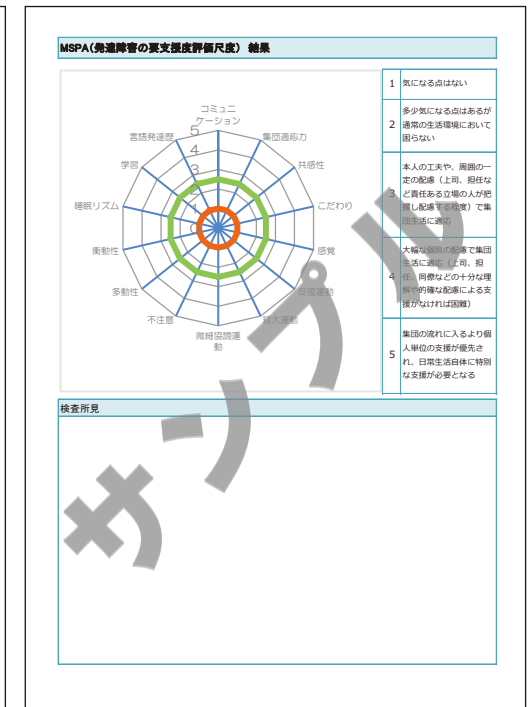 MSPA(発達障害の要支援度評価尺度) 結果
コミュニ
ケーション
集団適応力
共感性
こだわり
感覚
反復運動
粗大運動
微細協調運
動
不注意
多動性
衝動性
睡眠リズム
学習
言語発達歴
5
4
3
1 気になる点はない
2 多少気になる点はあるが
通常の生活環境において
困らない
3 本人の工夫や、周囲の一
定の配慮（上司、担任な
ど責任ある立場の人が把
握し配慮する程度）で集
団生活に適応
4 大幅な個別の配慮で集団
生活に適応（上司、担
任、同僚などの十分な理
解や的確な配慮による支
援がなければ困難）
5 集団の流れに入るより個
人単位の支援が優先さ
れ、日常生活自体に特別
な支援が必要となる
検査所見
サンプル